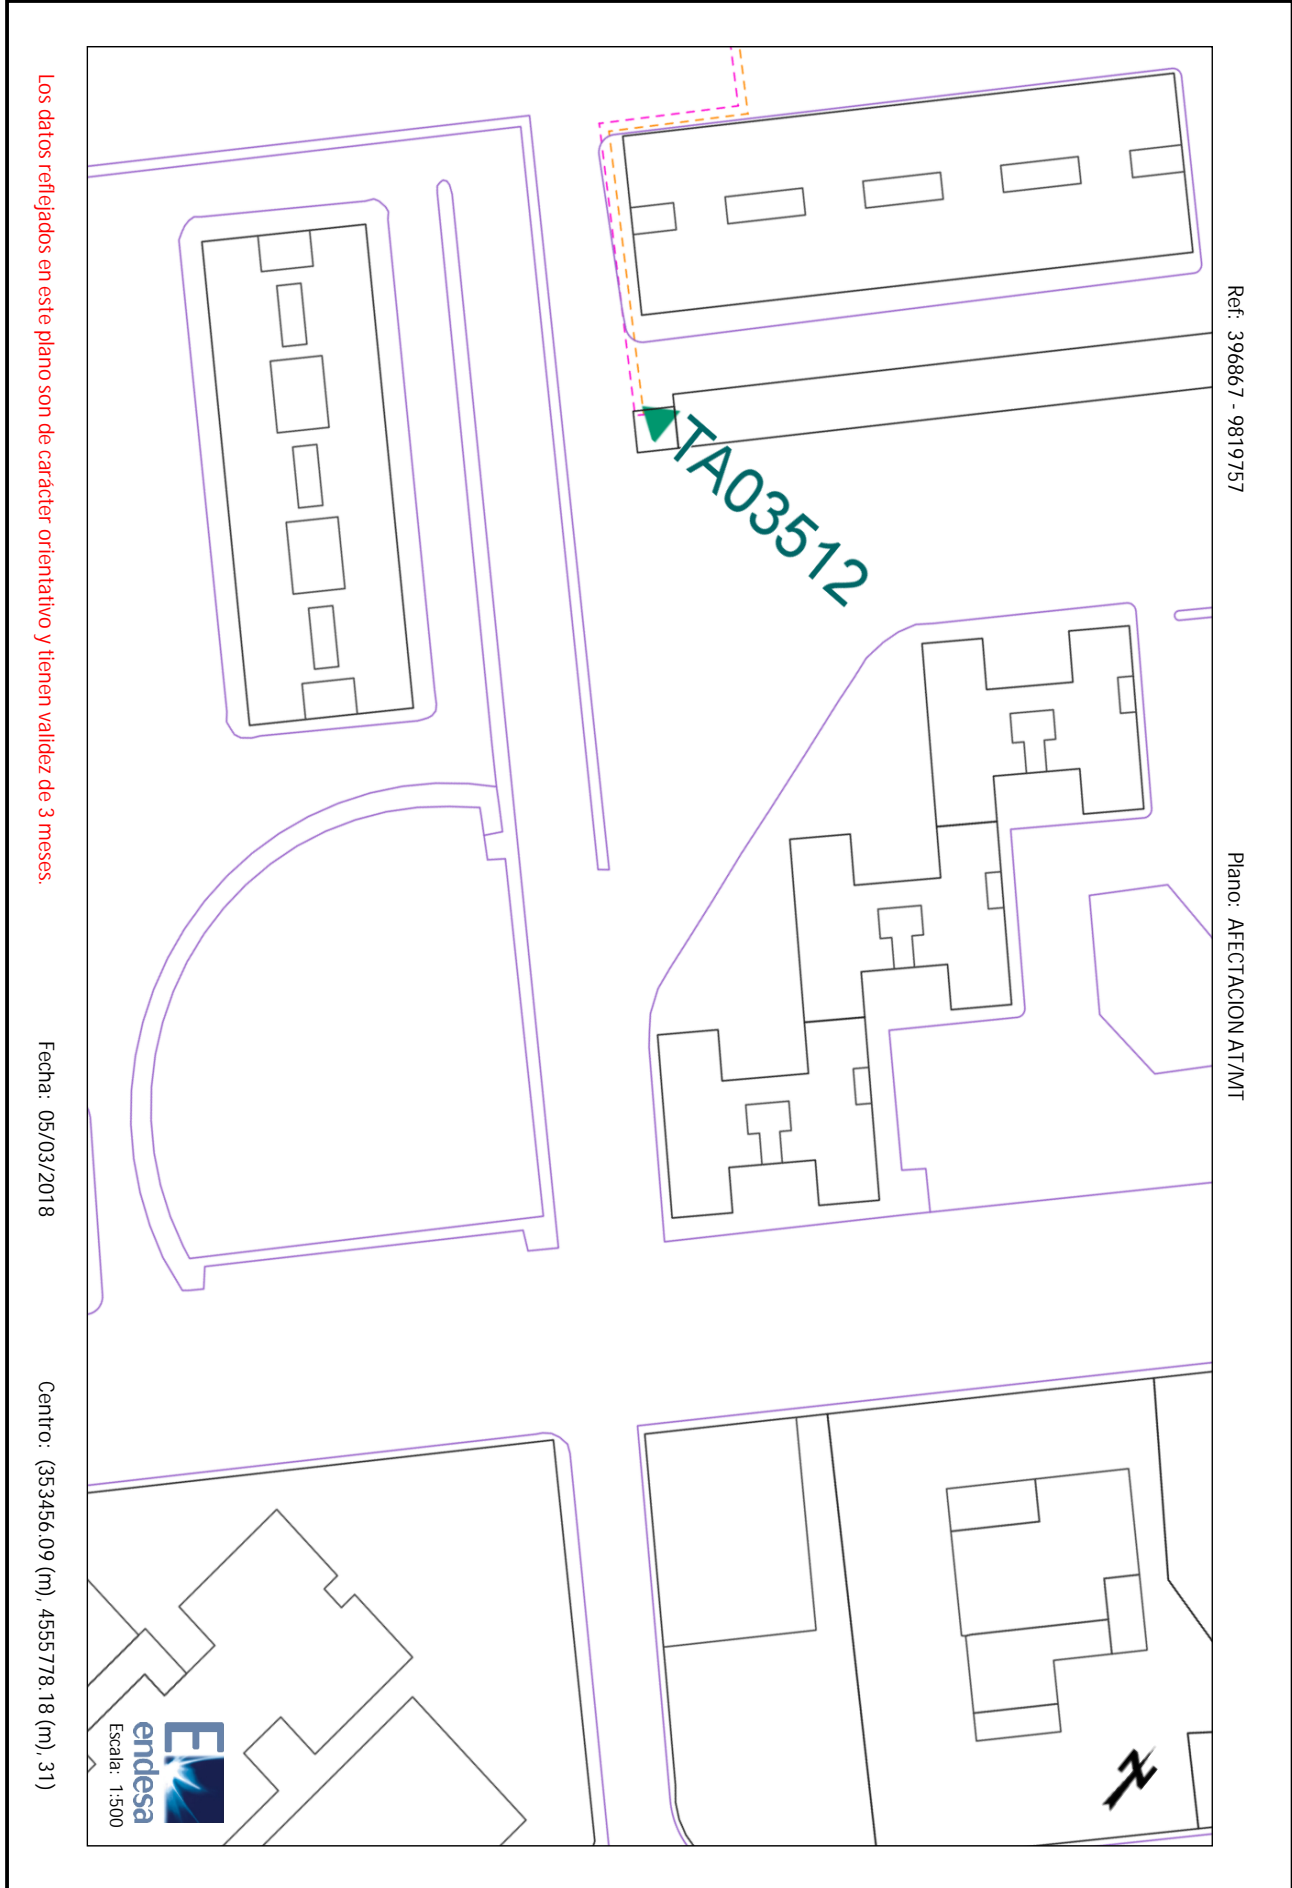 Ref: 396867 - 9819757
Plano: AFECTACION AT/MT
TA03512
endesa
Escala: 1:500
Los datos reflejados en este plano son de carácter orientativo y tienen validez de 3 meses.
Fecha: 05/03/2018
Centro: (353456.09 (m), 4555778.18 (m), 31)